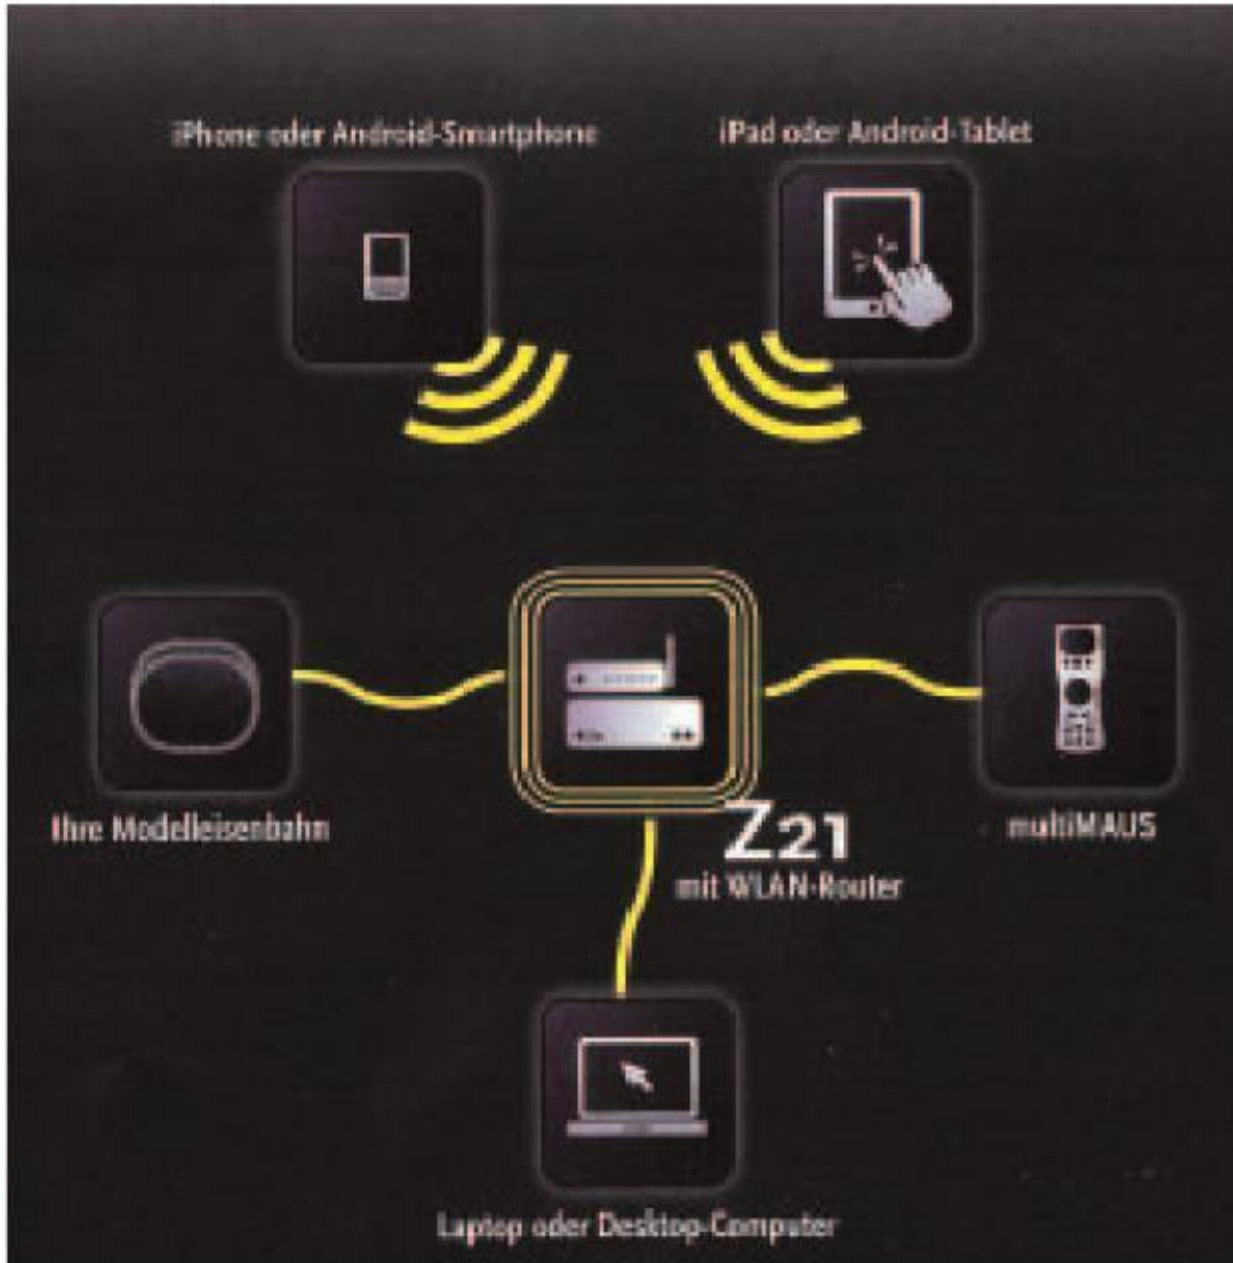 iPhone oder Android-Smartphone
iPad oder Android-Tablet
Ihre Modelleisenbahn
Z21
mit WLAN-Router
multiMAUS
Laptop oder Desktop-Computer